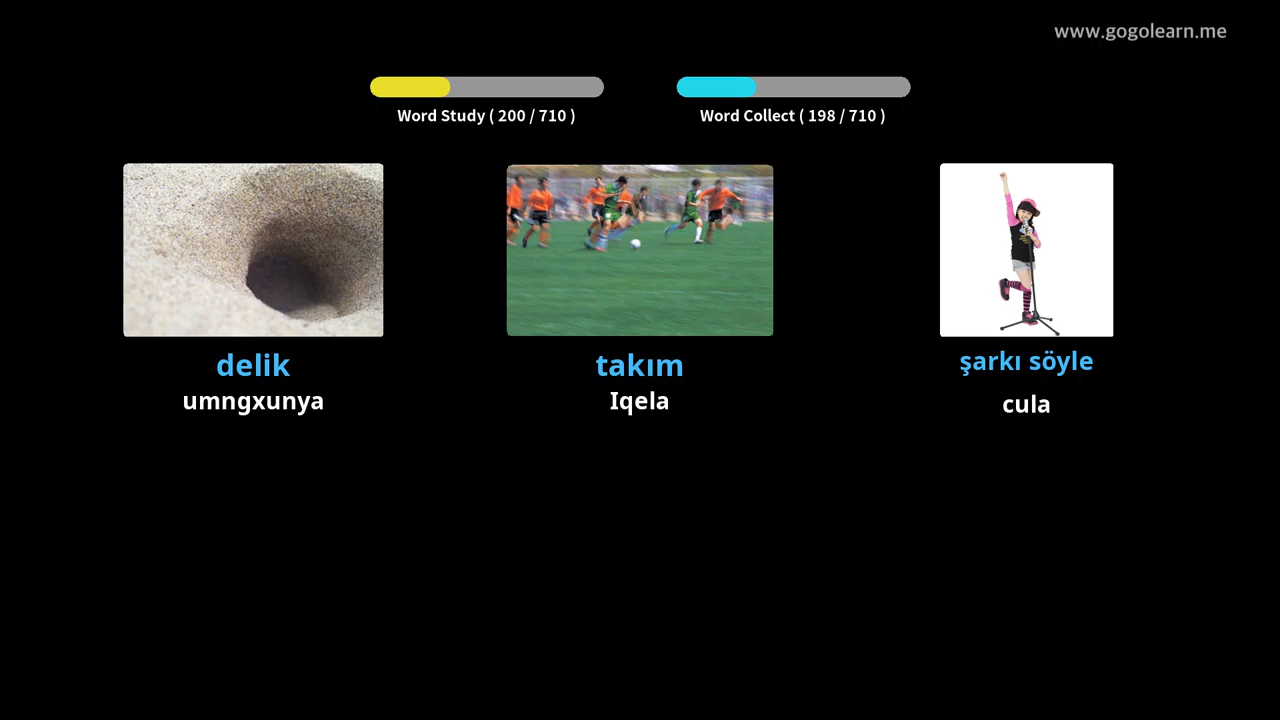 www.gogolearn.me
Word Study ( 200 / 710 )
Word Collect ( 198 / 710 )
delik
umngxunya
takım
Iqela
şarkı söyle
cula